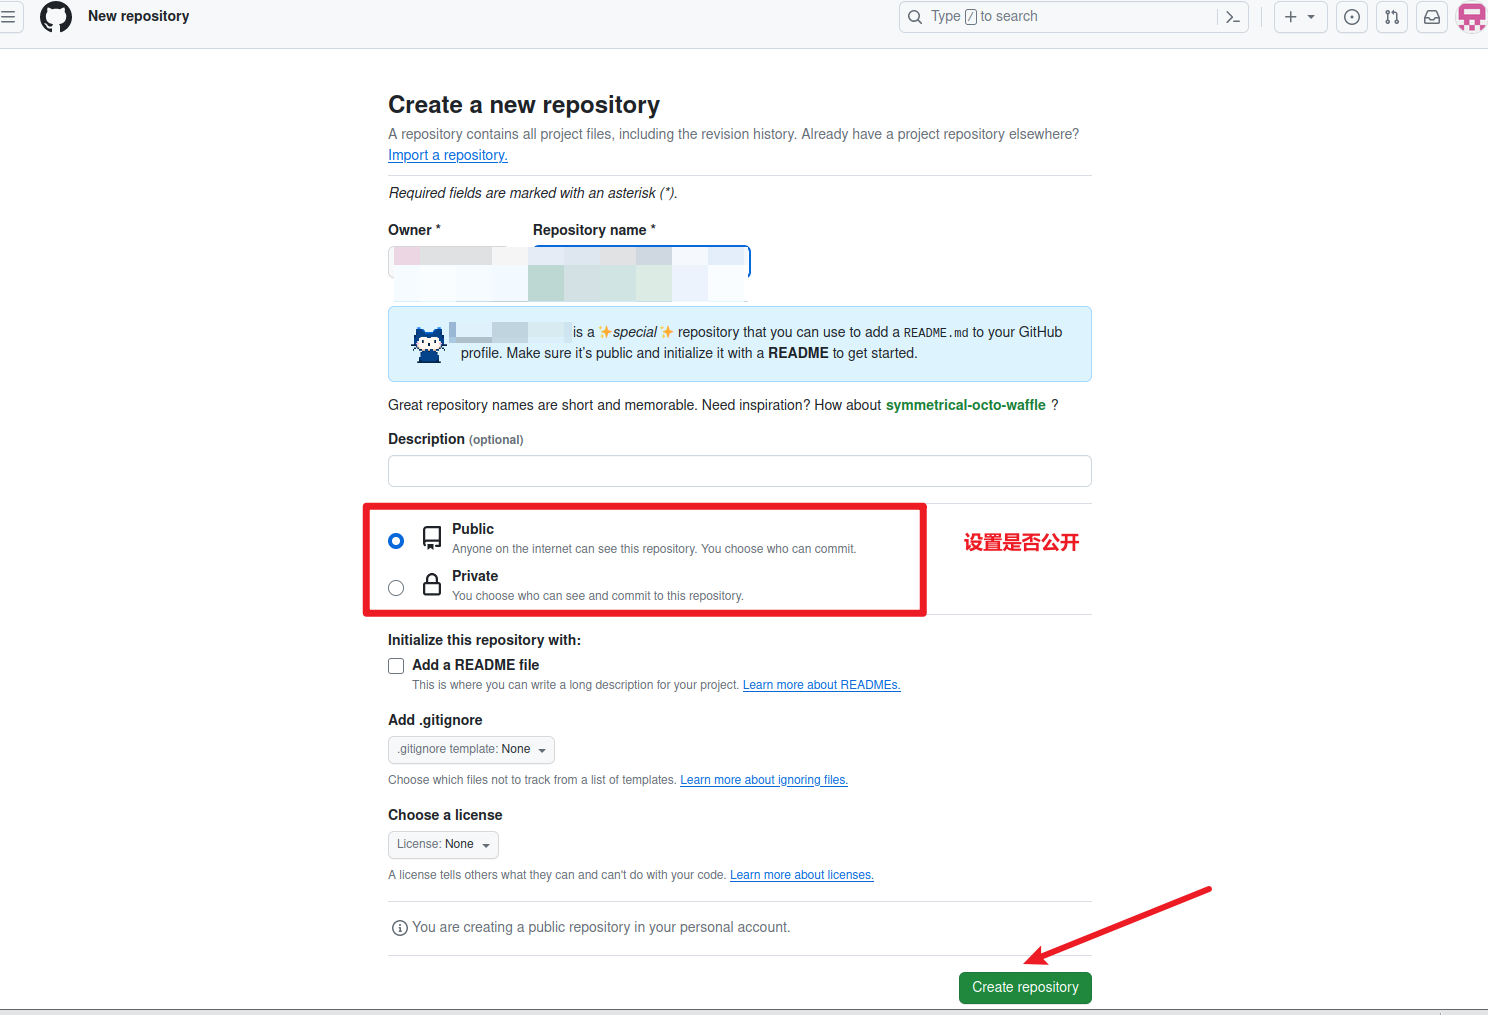 New repository
Type / to search
Create a new repository
A repository contains all project files, including the revision history. Already have a project repository elsewhere?
Import a repository.
Required fields are marked with an asterisk (*).
Owner * Repository name *
is a ✨special✨ repository that you can use to add a README.md to your GitHub
profile. Make sure it's public and initialize it with a README to get started.
Great repository names are short and memorable. Need inspiration? How about symmetrical-octo-waffle ?
Description (optional)
Public
Anyone on the internet can see this repository. You choose who can commit.
设置是否公开
Private
You choose who can see and commit to this repository.
Initialize this repository with:
Add a README file
This is where you can write a long description for your project. Learn more about READMEs.
Add .gitignore
.gitignore template: None
Choose which files not to track from a list of templates. Learn more about ignoring files.
Choose a license
License: None
A license tells others what they can and can't do with your code. Learn more about licenses.
You are creating a public repository in your personal account.
Create repository